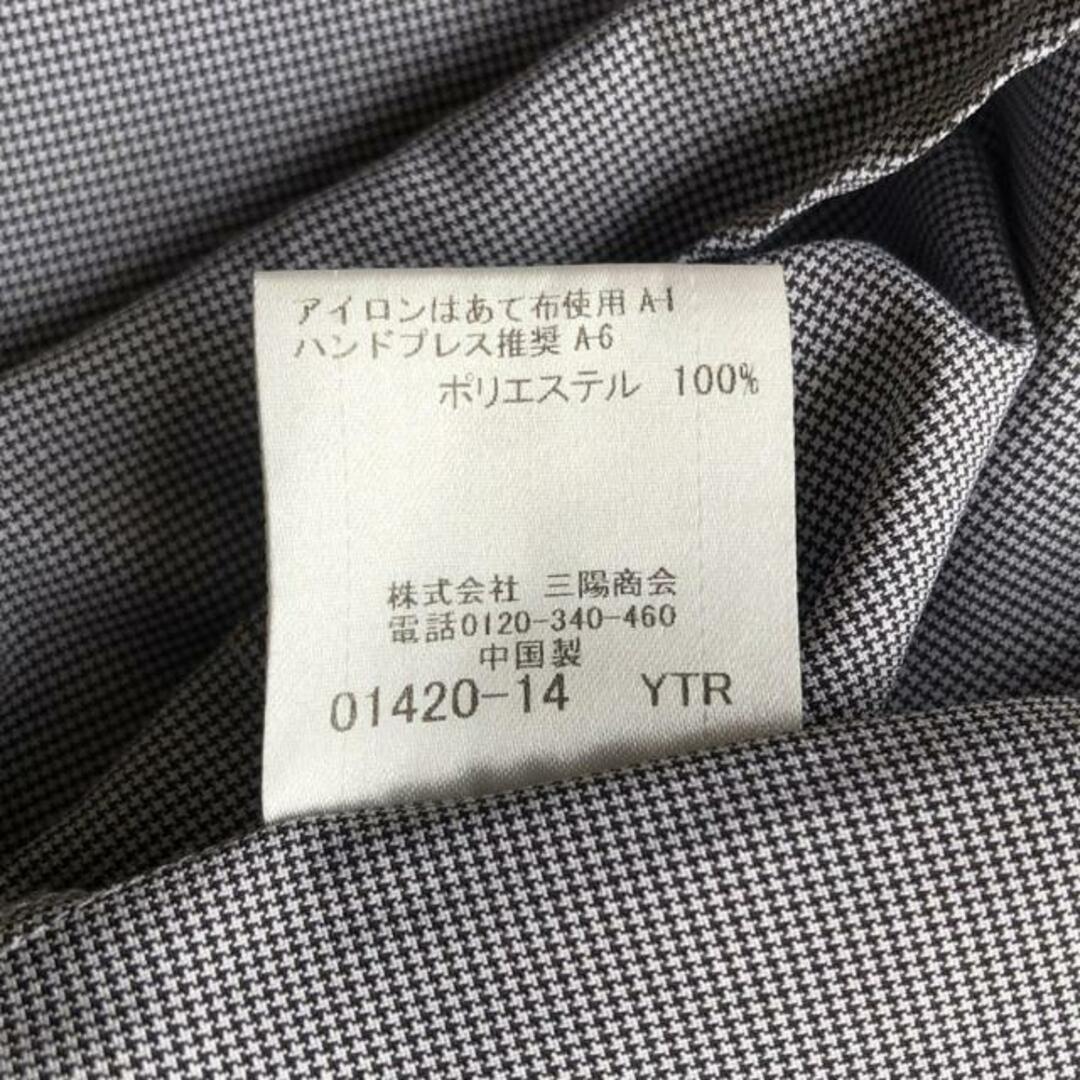 アイロンはあて布使用 A-1
ハンドプレス推奨 A-6
ポリエステル 100%
株式会社 三陽商会
電話0120-340-460
中国製
01420-14 YTR